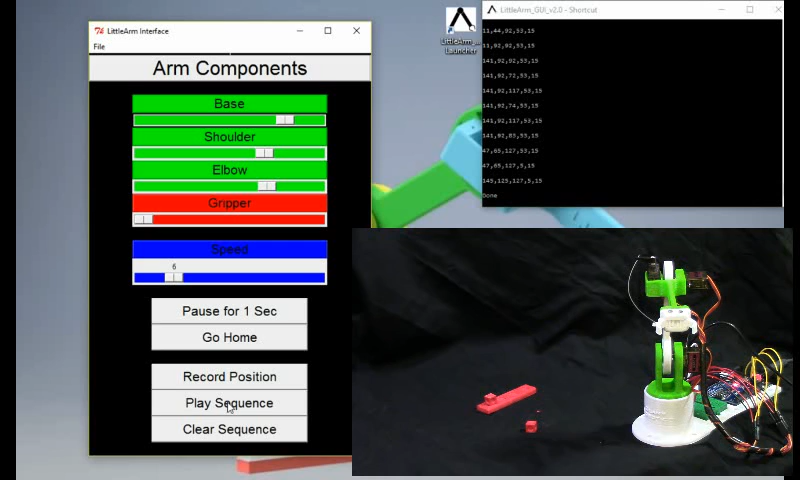 LittleArm Interface
File
Arm Components
Base
Shoulder
Elbow
Gripper
Speed
6
Pause for 1 Sec
Go Home
Record Position
Play Sequence
Clear Sequence
LittleArm_...
Launcher
LittleArm_GUI_v2.0 - Shortcut
11,44,92,53,15
11,92,92,53,15
141,92,92,53,15
141,92,72,53,15
141,92,117,53,15
141,92,74,53,15
141,92,117,53,15
141,92,83,53,15
47,65,127,53,15
47,65,127,5,15
145,125,127,5,15
Done